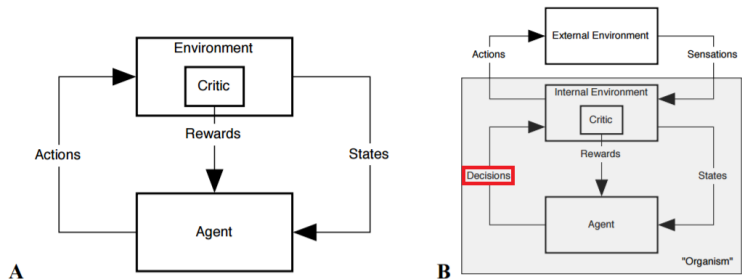 Environment
Critic
Rewards
Actions
States
Agent
A
External Environment
Actions
Sensations
Internal Environment
Critic
Rewards
Decisions
States
Agent
"Organism"
B